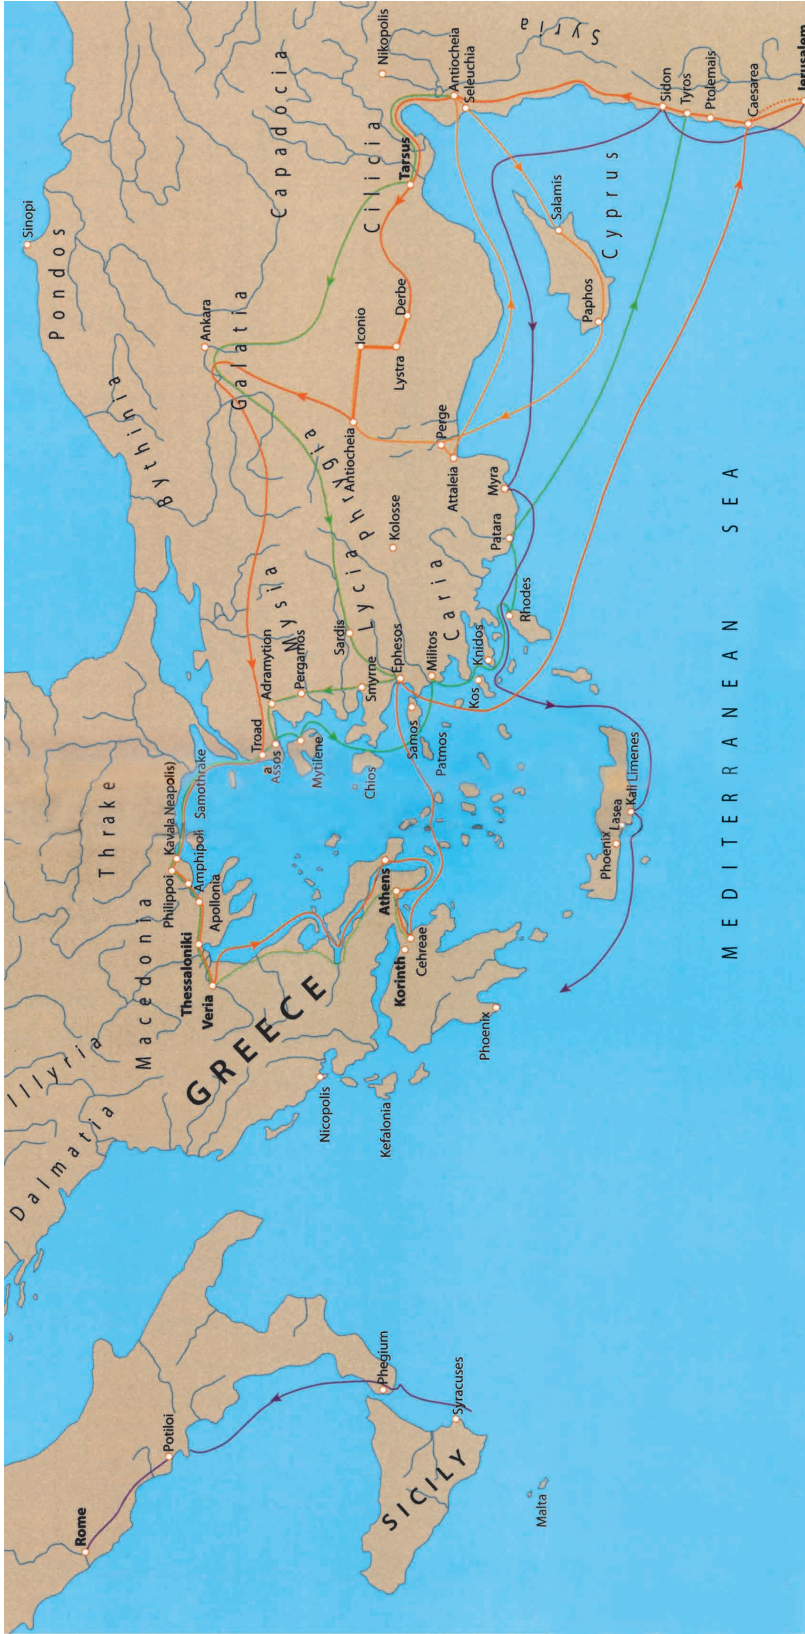 Rome
Potiloi
SICILY
Phegium
Syracuses
Malta
Dalmatia
Illyria
Macedonia
Thrake
GREECE
Thessaloniki
Veria
Philippoi
Kavala Neapolis)
Amphipoli
Apollonia
Samothrake
Nicopolis
Kefalonia
Athens
Korinth
Cehreae
Phoenix
Troad
a
Assos
Adramytion
Mysia
Pergamos
Mytilene
Chios
Smyrne
Sardis
Lycia
Ephesos
Samos
Patmos
Militos
Caria
Kos
Knidos
Rhodes
Phoenix
Lasea
Kali Limenes
MEDITERRANEAN SEA
Bythinia
Pondos
Sinopi
Galatia
Ankara
Phrygia
Antiocheia
Kolosse
Iconio
Lystra
Derbe
Perge
Attaleia
Myra
Patara
Capadocia
Cilicia
Tarsus
Nikopolis
Antiocheia
Seleuchia
Syria
Cyprus
Salamis
Paphos
Sidon
Tyros
Ptolemais
Caesarea
Jerusalem